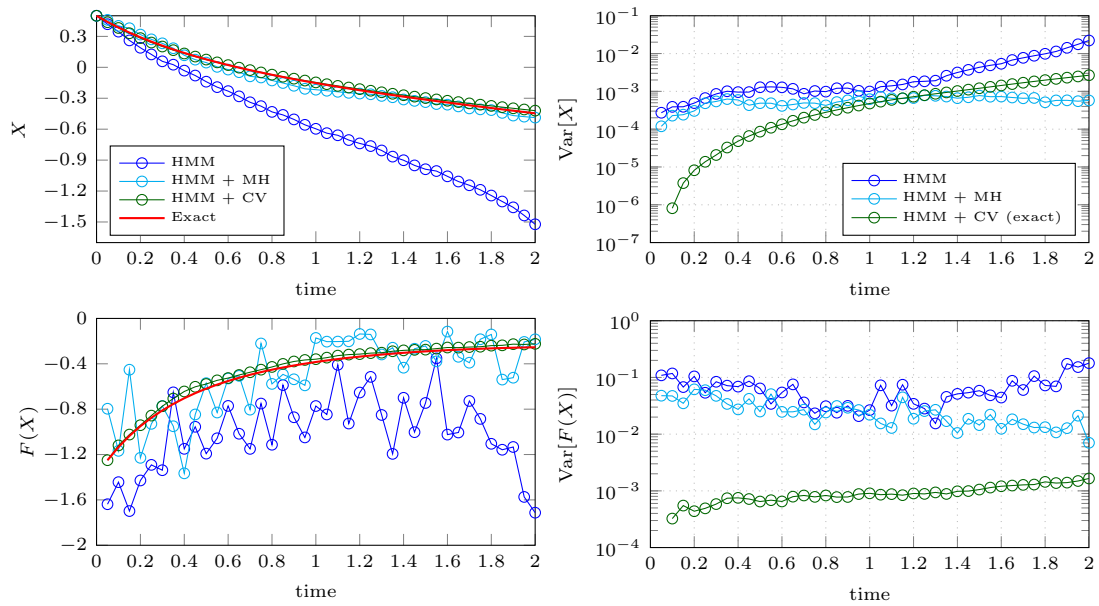 0.3
0
−0.3
−0.6
−0.9
−1.2
−1.5
X
HMM
HMM + MH
HMM + CV
Exact
0 0.2 0.4 0.6 0.8 1 1.2 1.4 1.6 1.8 2
time
10−1
10−2
10−3
10−4
10−5
10−6
10−7
Var[X]
HMM
HMM + MH
HMM + CV (exact)
0 0.2 0.4 0.6 0.8 1 1.2 1.4 1.6 1.8 2
time
0
−0.4
−0.8
−1.2
−1.6
−2
F(X)
0 0.2 0.4 0.6 0.8 1 1.2 1.4 1.6 1.8 2
time
100
10−1
10−2
10−3
10−4
Var[F(X)]
0 0.2 0.4 0.6 0.8 1 1.2 1.4 1.6 1.8 2
time